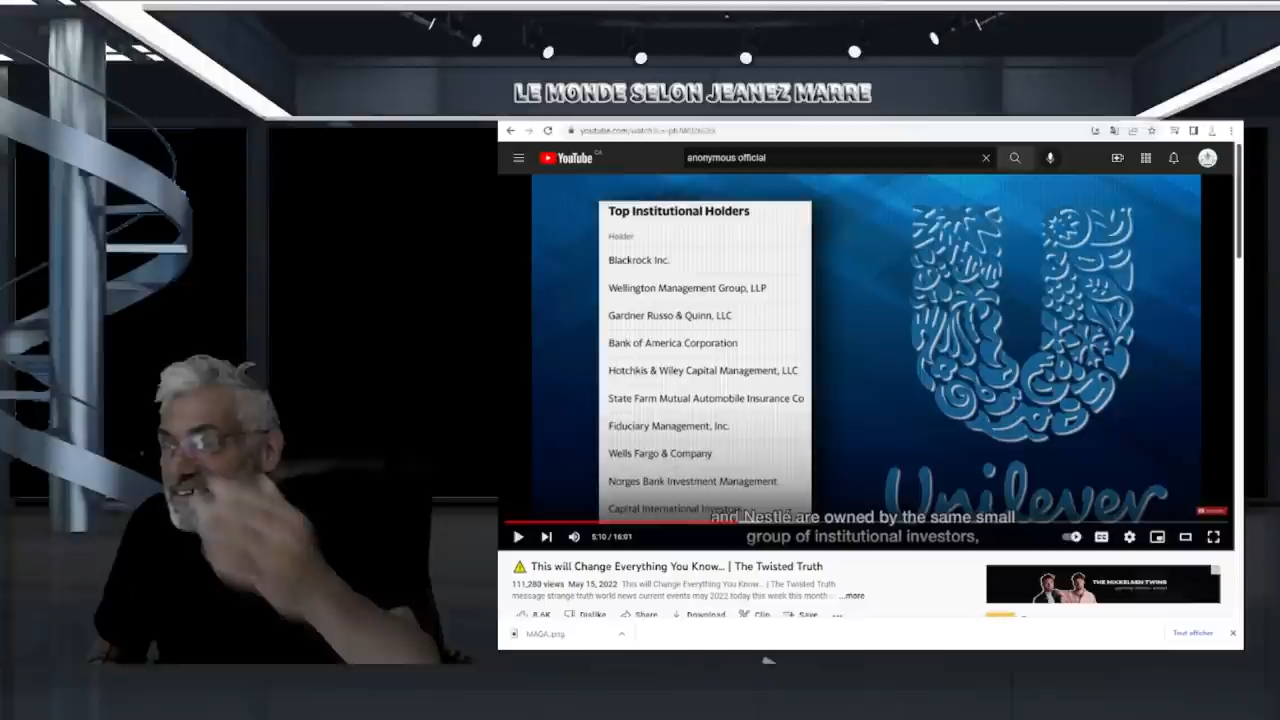 LE MONDE SELON JEANEZ MARRE
YouTube CA
anonymous official
Top Institutional Holders
Holder
Blackrock Inc.
Wellington Management Group, LLP
Gardner Russo & Quinn, LLC
Bank of America Corporation
Hotchkis & Wiley Capital Management, LLC
State Farm Mutual Automobile Insurance Co
Fiduciary Management, Inc.
Wells Fargo & Company
Norges Bank Investment Management
Capital International Investors
Unilever
and Nestlé are owned by the same small
group of institutional investors,
5:10 / 16:01
This will Change Everything You Know... | The Twisted Truth
111,280 views May 15, 2022 This will Change Everything You Know... | The Twisted Truth
message strange truth world news current events may 2022 today this week this month ...more
8.6K Dislike Share Download Clip Save
THE MIKKELSEN TWINS
MAGA.png
Tout afficher